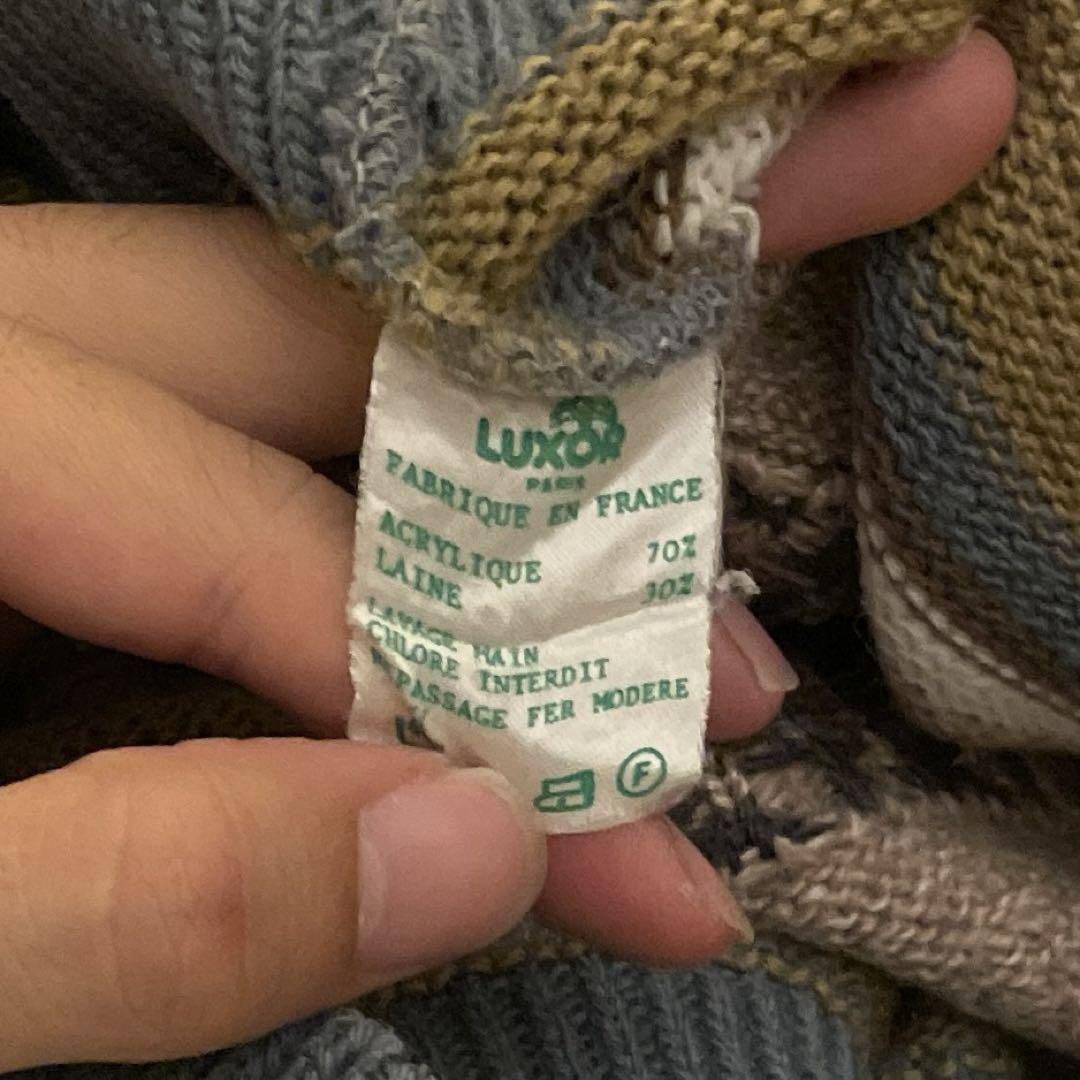 LUXOR
PARIS
FABRIQUE EN FRANCE
ACRYLIQUE 70%
LAINE 30%
LAVAGE MAIN
CHLORE INTERDIT
REPASSAGE FER MODERE
F